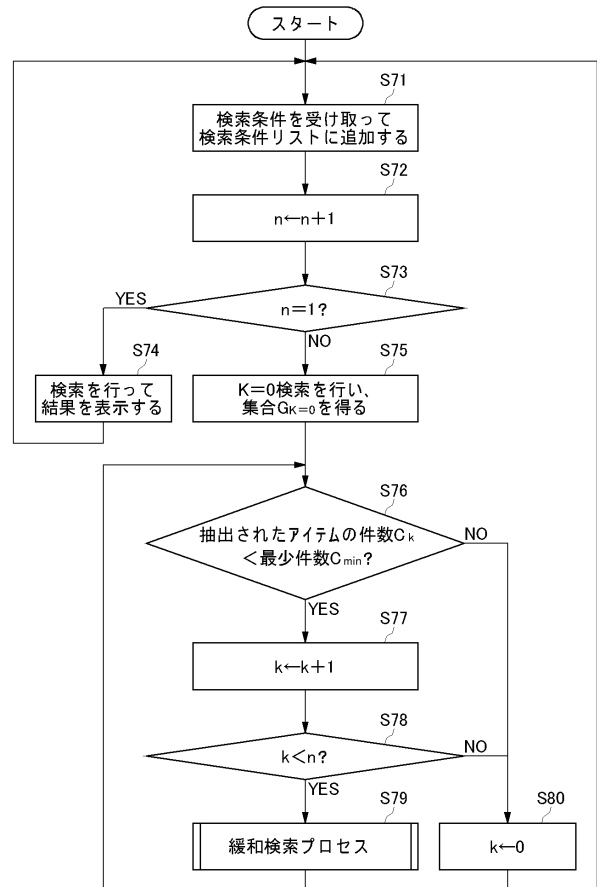 スタート
S71
検索条件を受け取って
検索条件リストに追加する
S72
n←n+1
S73
YES
n=1?
NO
S74
検索を行って
結果を表示する
S75
K=0検索を行い、
集合GK=0を得る
S76
抽出されたアイテムの件数Ck
<最少件数Cmin?
NO
YES
S77
k←k+1
S78
k<n?
NO
YES
S79
緩和検索プロセス
S80
k←0